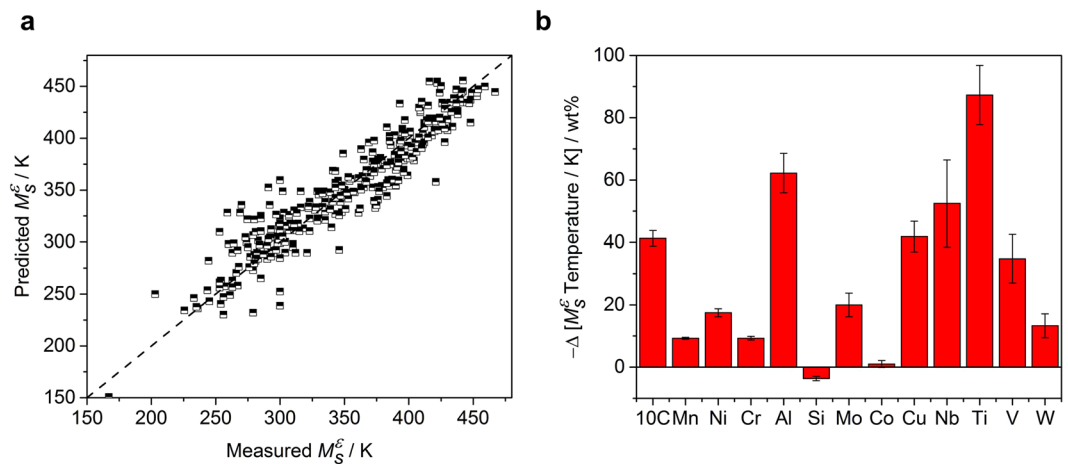 a
Predicted M_S^ε / K
450
400
350
300
250
200
150
150 200 250 300 350 400 450
Measured M_S^ε / K
b
−Δ [M_S^ε Temperature / K] / wt%
100
80
60
40
20
0
10C Mn Ni Cr Al Si Mo Co Cu Nb Ti V W